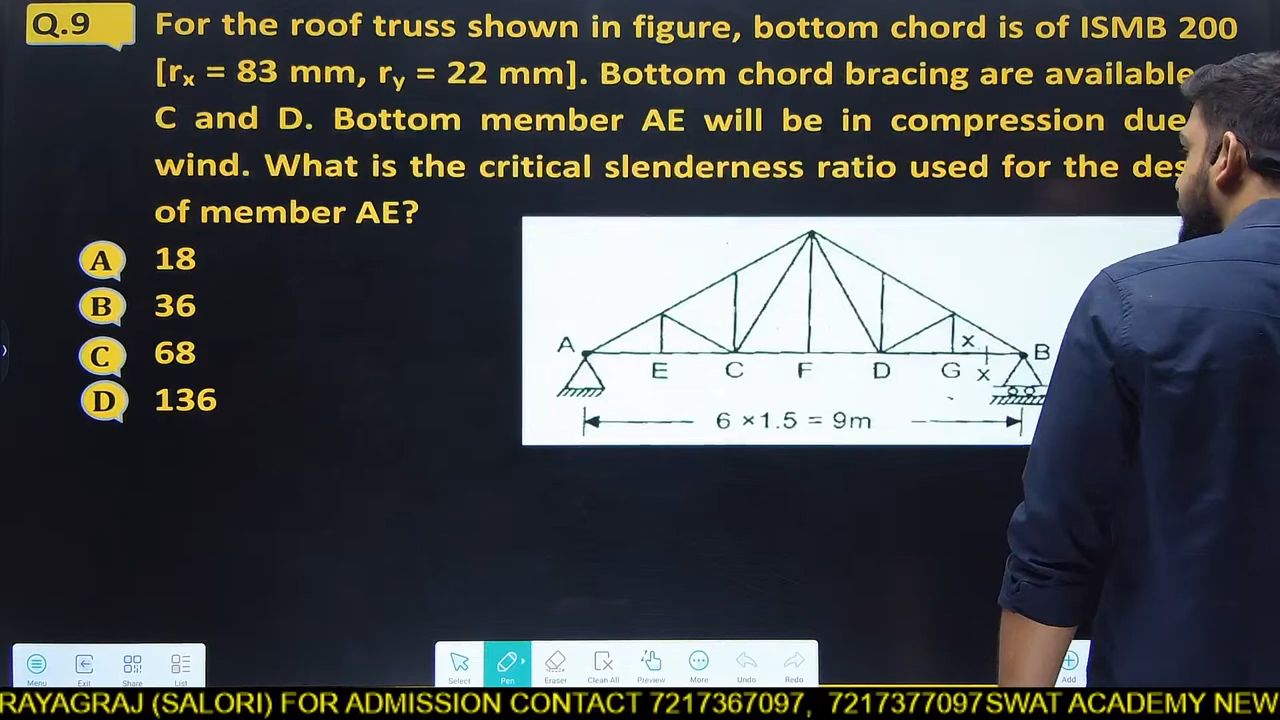 Q.9
For the roof truss shown in figure, bottom chord is of ISMB 200
[rx = 83 mm, ry = 22 mm]. Bottom chord bracing are available
C and D. Bottom member AE will be in compression due
wind. What is the critical slenderness ratio used for the des
of member AE?
A 18
B 36
C 68
D 136
A E C F D G x x B
6 ×1.5 = 9m
Menu Exit Share List Select Pen Eraser Clean All Preview More Undo Redo Add
RAYAGRAJ (SALORI) FOR ADMISSION CONTACT 7217367097, 7217377097 SWAT ACADEMY NEW